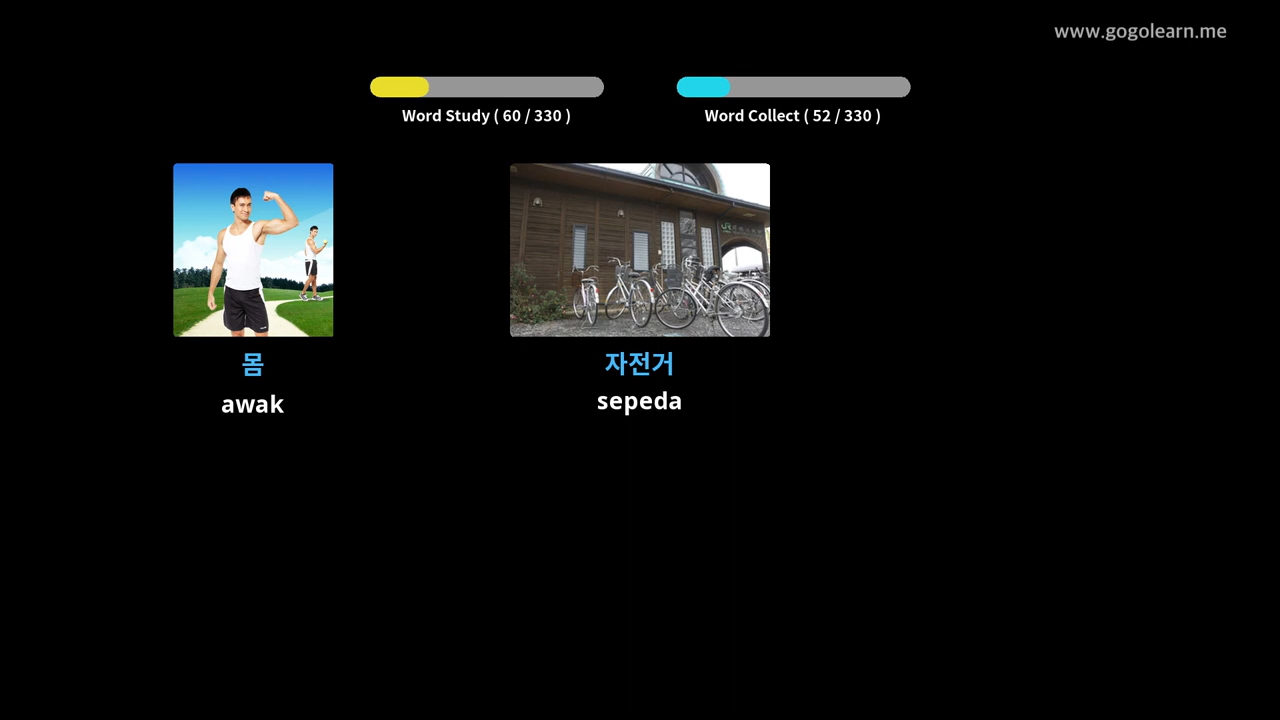 www.gogolearn.me
Word Study ( 60 / 330 )
Word Collect ( 52 / 330 )
몸
awak
자전거
sepeda